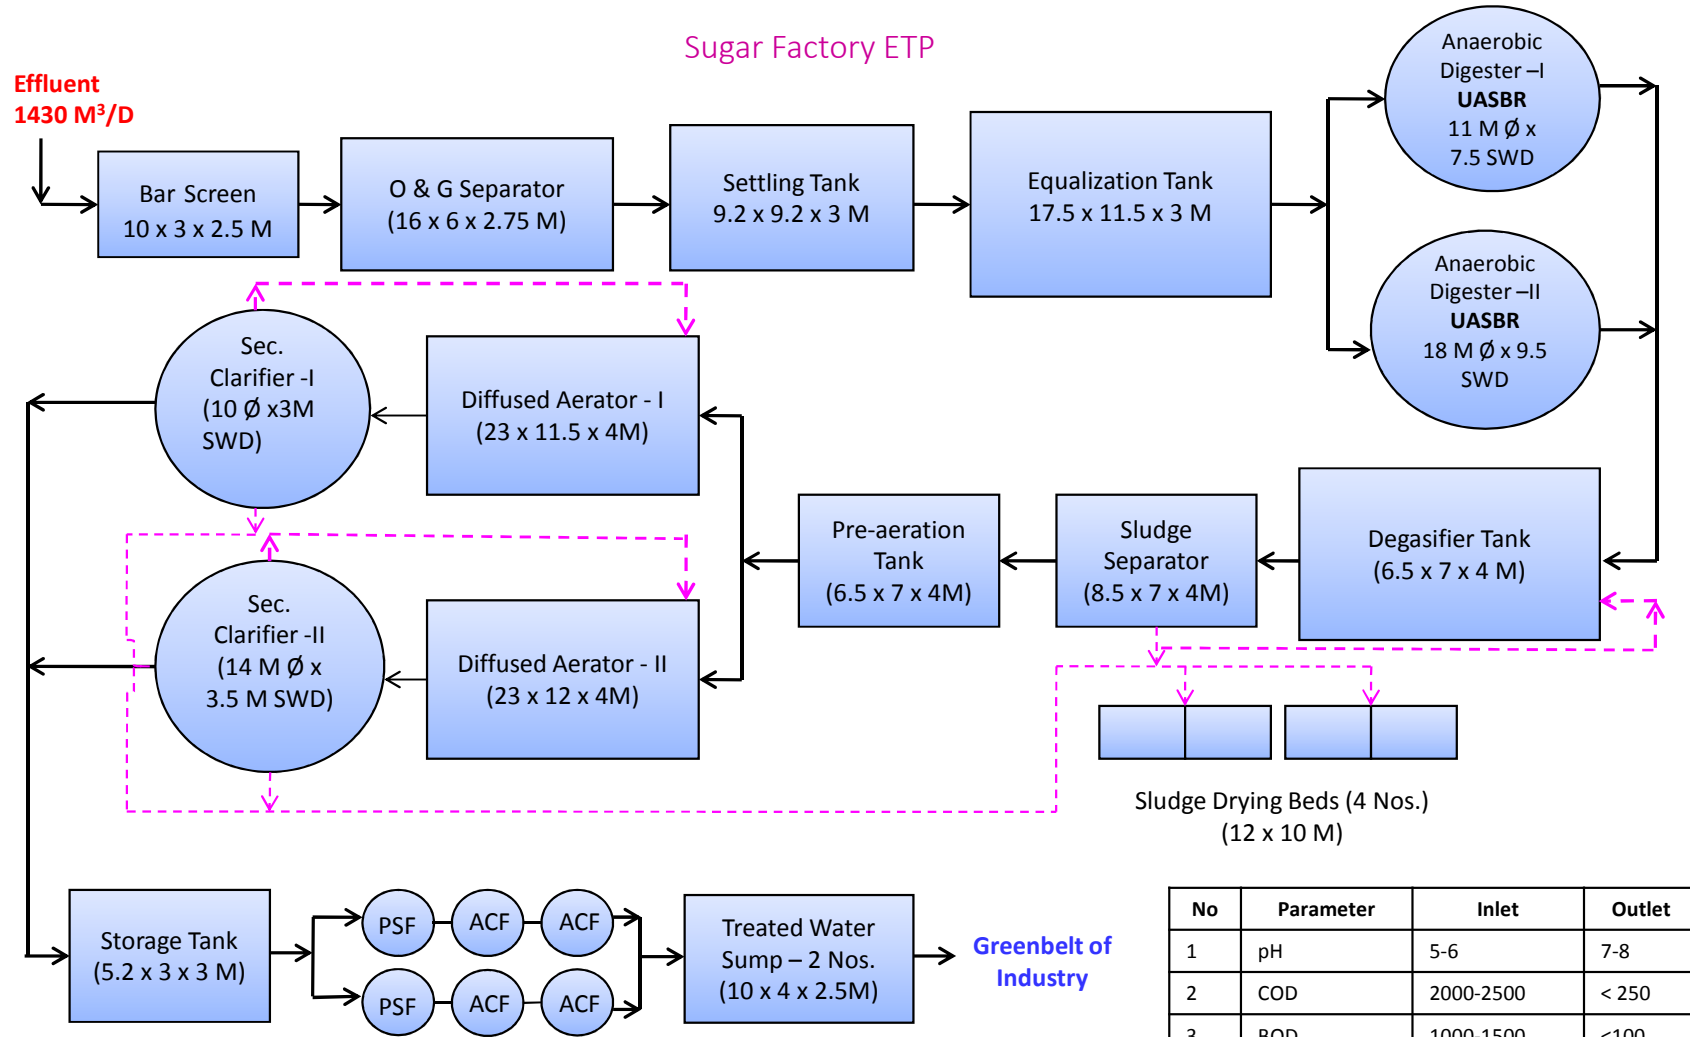 Sugar Factory ETP
Effluent
1430 M³/D
Bar Screen
10 x 3 x 2.5 M
O & G Separator
(16 x 6 x 2.75 M)
Settling Tank
9.2 x 9.2 x 3 M
Equalization Tank
17.5 x 11.5 x 3 M
Anaerobic
Digester –I
UASBR
11 M Ø x
7.5 SWD
Anaerobic
Digester –II
UASBR
18 M Ø x 9.5
SWD
Sec.
Clarifier -I
(10 Ø x3M
SWD)
Diffused Aerator - I
(23 x 11.5 x 4M)
Pre-aeration
Tank
(6.5 x 7 x 4M)
Sludge
Separator
(8.5 x 7 x 4M)
Degasifier Tank
(6.5 x 7 x 4 M)
Sec.
Clarifier -II
(14 M Ø x
3.5 M SWD)
Diffused Aerator - II
(23 x 12 x 4M)
Sludge Drying Beds (4 Nos.)
(12 x 10 M)
Storage Tank
(5.2 x 3 x 3 M)
PSF ACF ACF
PSF ACF ACF
Treated Water
Sump – 2 Nos.
(10 x 4 x 2.5M)
Greenbelt of
Industry
No Parameter Inlet Outlet
1 pH 5-6 7-8
2 COD 2000-2500 < 250
3 BOD 1000-1500 <100